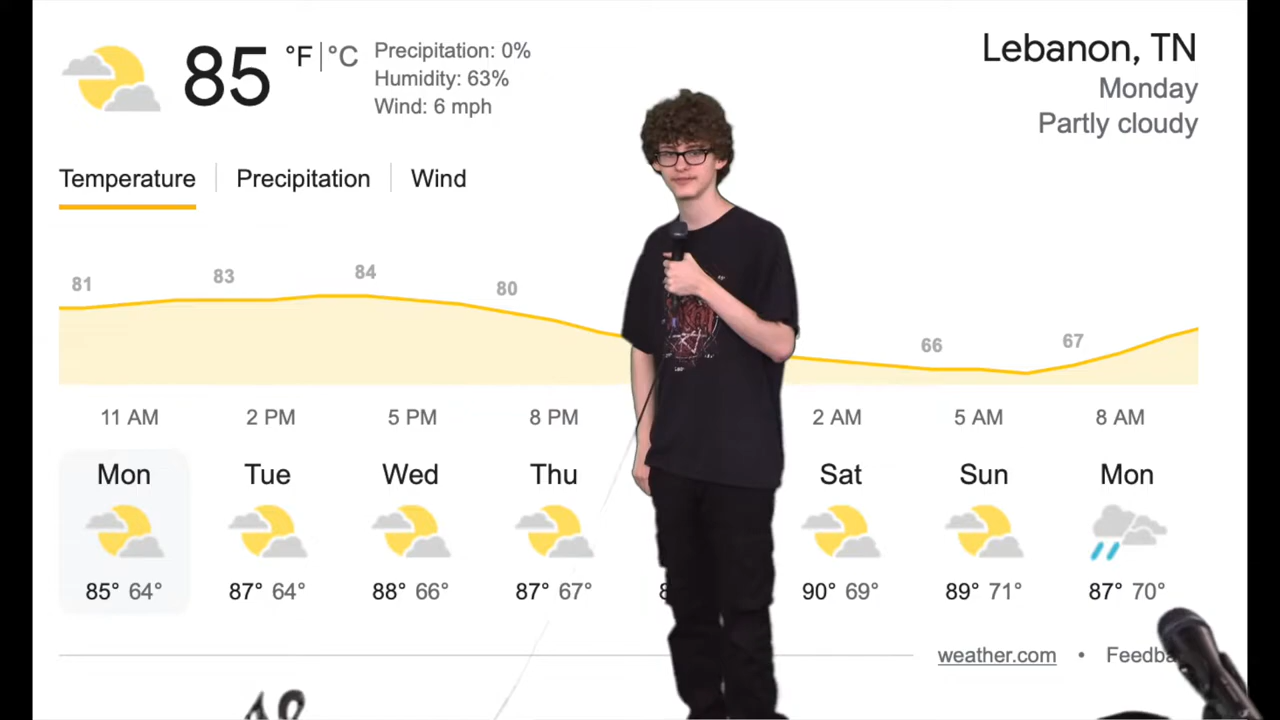 85 °F | °C
Precipitation: 0%
Humidity: 63%
Wind: 6 mph
Lebanon, TN
Monday
Partly cloudy
Temperature | Precipitation | Wind
81 83 84 80 66 67
11 AM 2 PM 5 PM 8 PM 2 AM 5 AM 8 AM
Mon Tue Wed Thu Sat Sun Mon
85° 64° 87° 64° 88° 66° 87° 67° 90° 69° 89° 71° 87° 70°
weather.com •